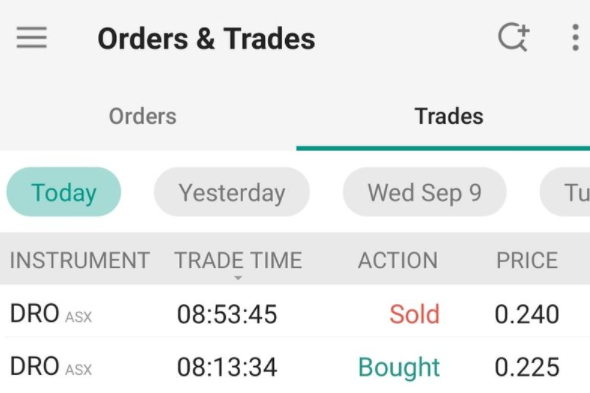 Orders & Trades
Orders Trades
Today Yesterday Wed Sep 9 Tu
INSTRUMENT TRADE TIME ACTION PRICE
DRO ASX 08:53:45 Sold 0.240
DRO ASX 08:13:34 Bought 0.225